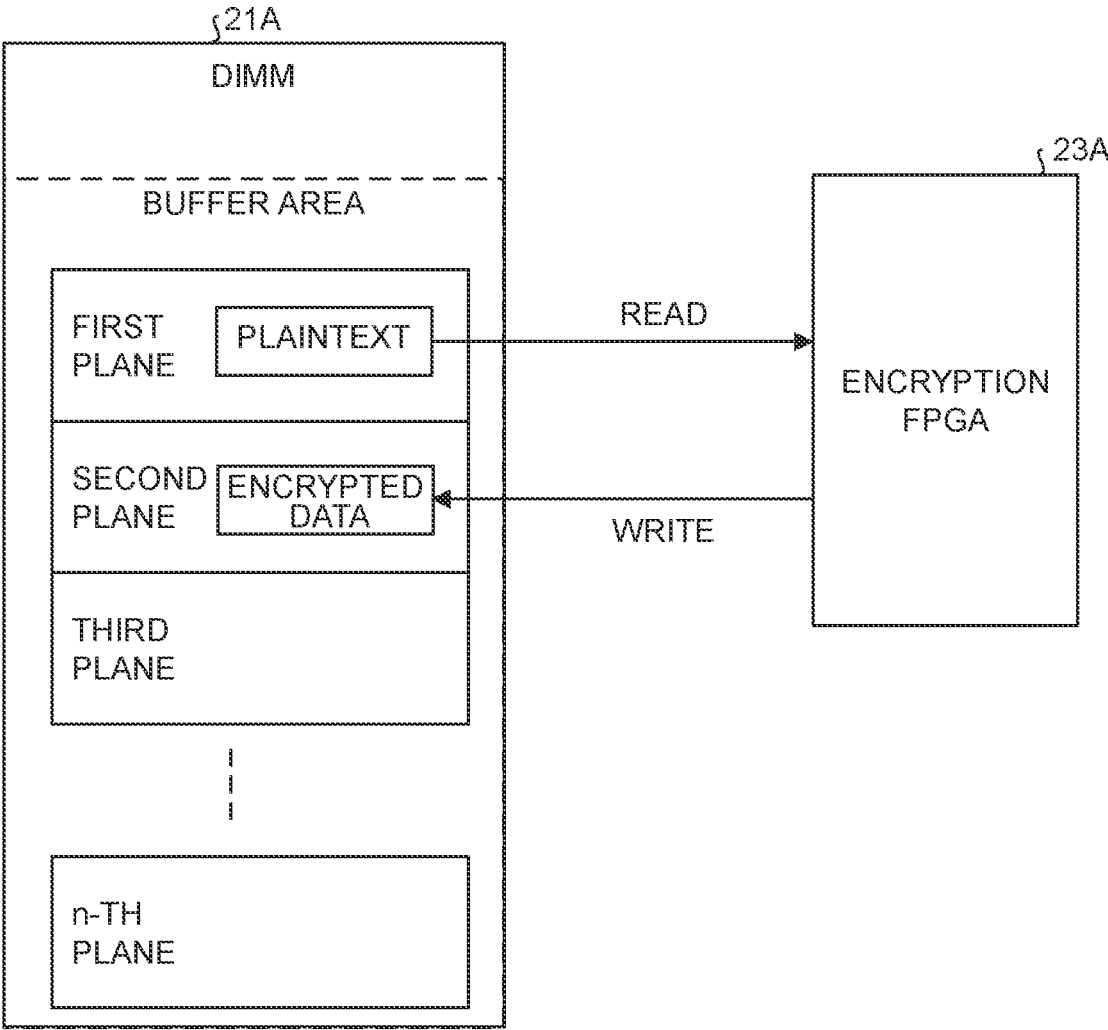 21A
DIMM
23A
BUFFER AREA
FIRST
PLANE
PLAINTEXT
READ
ENCRYPTION
FPGA
SECOND
PLANE
ENCRYPTED
DATA
WRITE
THIRD
PLANE
n-TH
PLANE